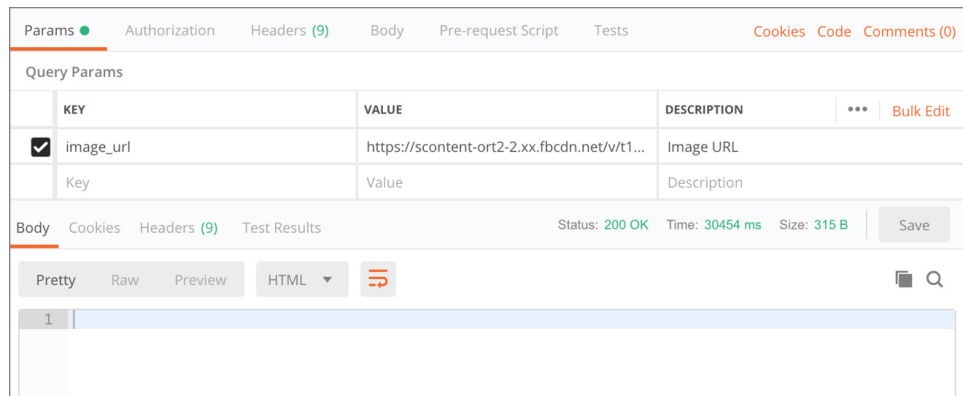 Params Authorization Headers (9) Body Pre-request Script Tests Cookies Code Comments (0)
Query Params
KEY VALUE DESCRIPTION ••• Bulk Edit
image_url https://scontent-ort2-2.xx.fbcdn.net/v/t1... Image URL
Key Value Description
Body Cookies Headers (9) Test Results Status: 200 OK Time: 30454 ms Size: 315 B Save
Pretty Raw Preview HTML
1